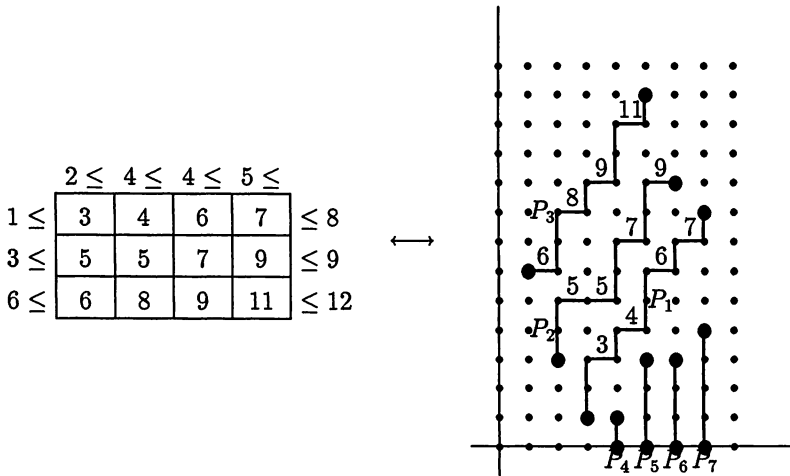 2 ≤ 4 ≤ 4 ≤ 5 ≤
1 ≤ 3 4 6 7 ≤ 8
3 ≤ 5 5 7 9 ≤ 9
6 ≤ 6 8 9 11 ≤ 12
⟷
11
9 9
P₃ 8
7 7
6 6
5 5 P₁
P₂ 4
3
P₄ P₅ P₆ P₇